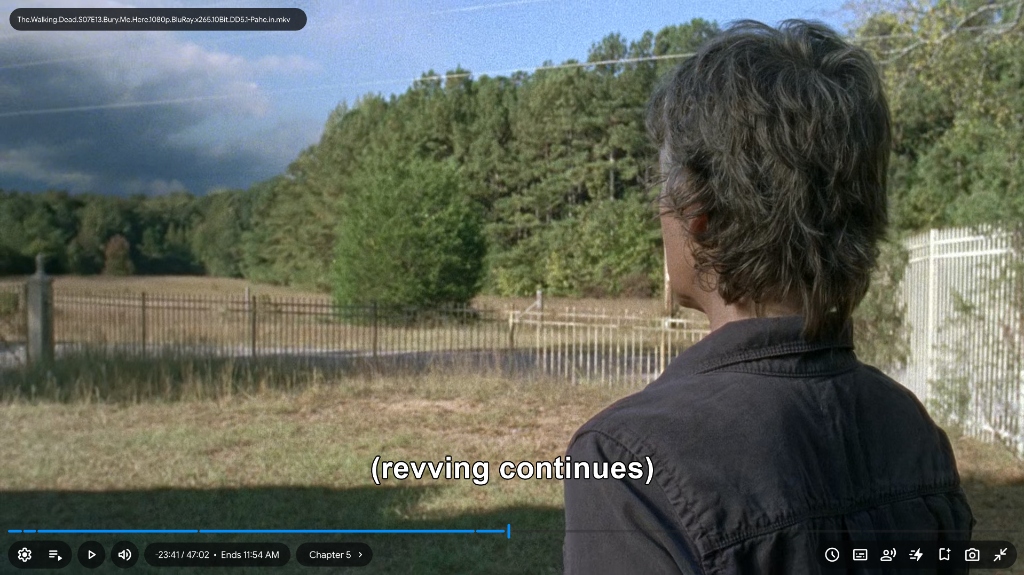 The.Walking.Dead.S07E13.Bury.Me.Here.1080p.BluRay.x265.10Bit.DD5.1-Pahe.in.mkv
(revving continues)
-23:41 / 47:02 • Ends 11:54 AM
Chapter 5